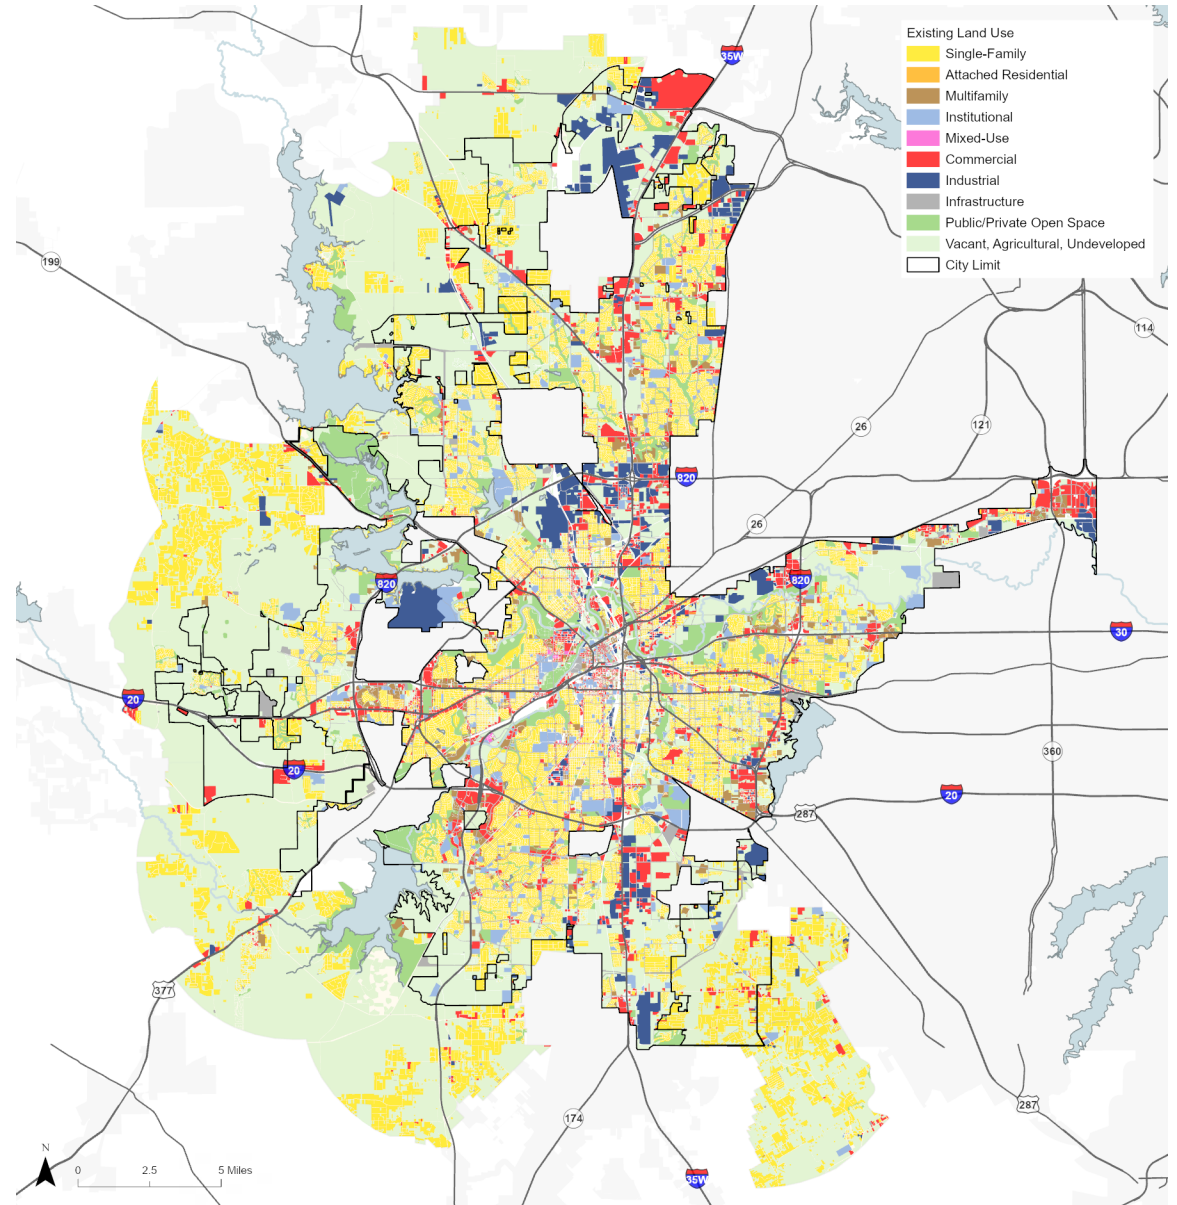 Existing Land Use
Single-Family
Attached Residential
Multifamily
Institutional
Mixed-Use
Commercial
Industrial
Infrastructure
Public/Private Open Space
Vacant, Agricultural, Undeveloped
City Limit
35W
199
114
26
121
820
26
820
820
30
20
360
20
20
287
377
174
287
35W
N
0 2.5 5 Miles